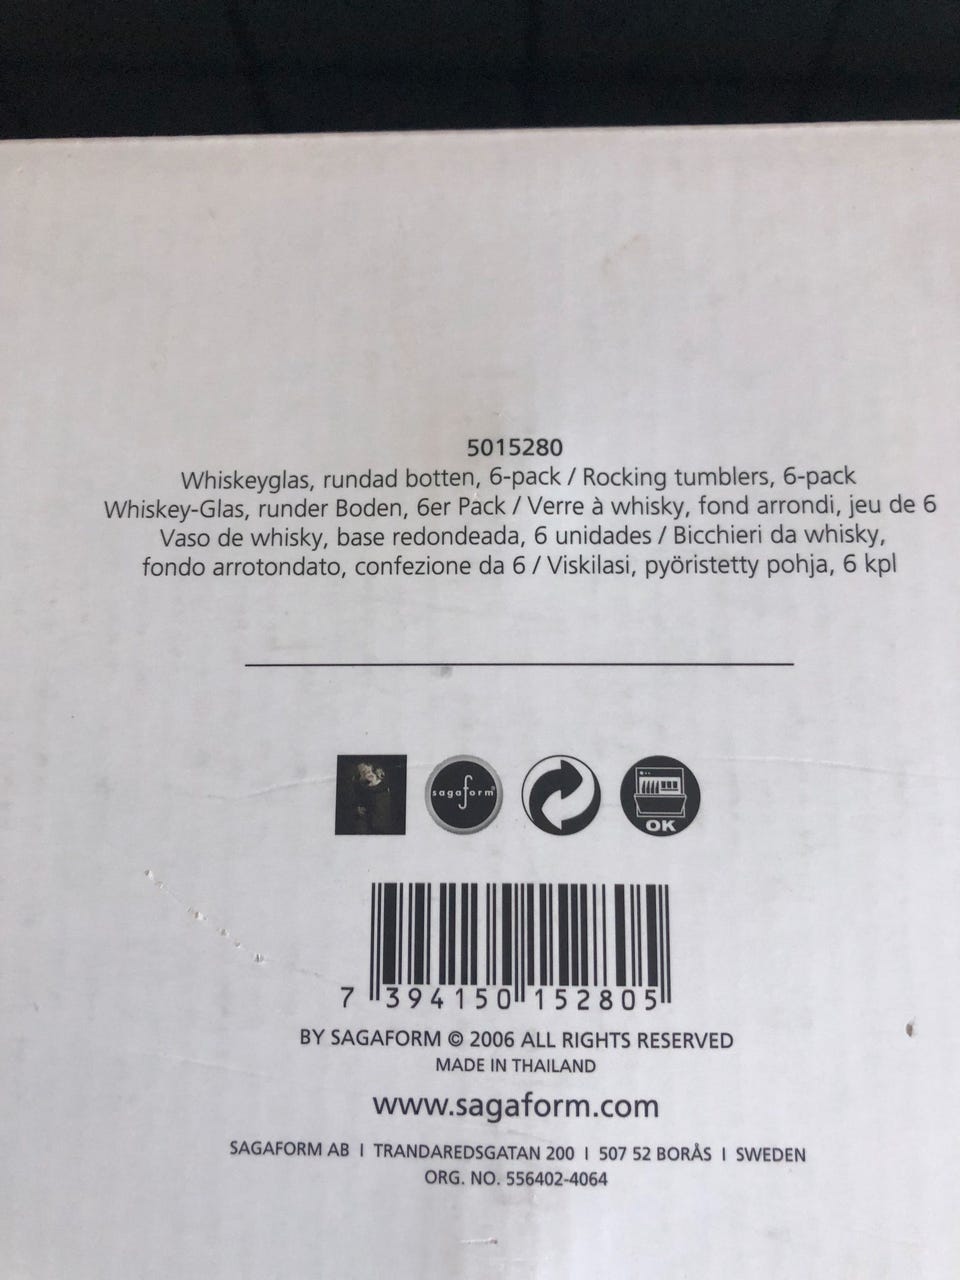 5015280
Whiskeyglas, rundad botten, 6-pack / Rocking tumblers, 6-pack
Whiskey-Glas, runder Boden, 6er Pack / Verre à whisky, fond arrondi, jeu de 6
Vaso de whisky, base redondeada, 6 unidades / Bicchieri da whisky,
fondo arrotondato, confezione da 6 / Viskilasi, pyöristetty pohja, 6 kpl
sagaform®
OK
7 394150 152805
BY SAGAFORM © 2006 ALL RIGHTS RESERVED
MADE IN THAILAND
www.sagaform.com
SAGAFORM AB I TRANDAREDSGATAN 200 I 507 52 BORÅS I SWEDEN
ORG. NO. 556402-4064